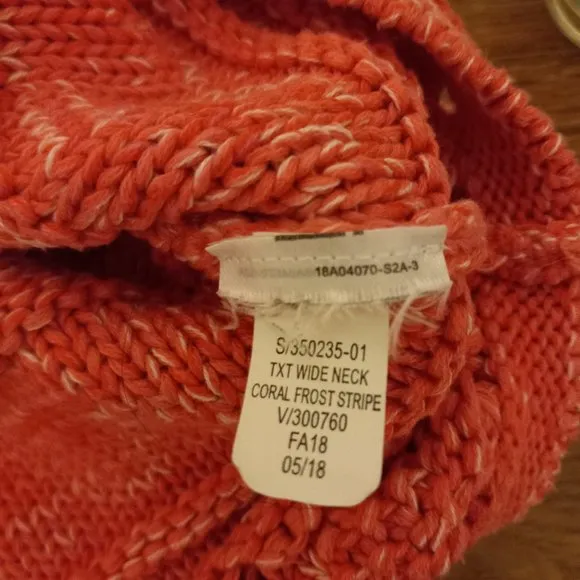 18A04070-S2A-3
S/350235-01
TXT WIDE NECK
CORAL FROST STRIPE
V/300760
FA18
05/18